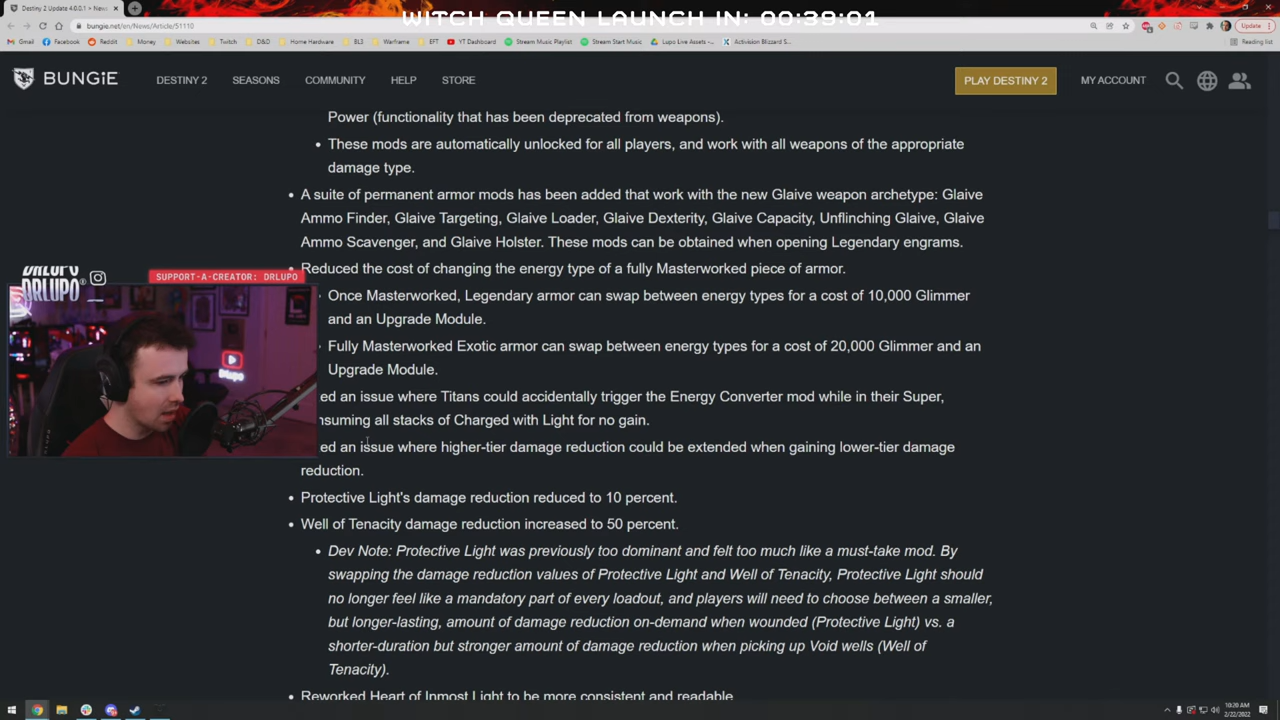 Destiny 2 Update 4.0.0.1 > News
WITCH QUEEN LAUNCH IN: 00:39:01
bungie.net/en/News/Article/51110
Update
Gmail Facebook Reddit Money Websites Twitch D&D Home Hardware BL3 Warframe EFT YT Dashboard Stream Music Playlist Stream Start Music Lupo Live Assets -... Activision Blizzard S... Reading list
BUNGiE DESTINY 2 SEASONS COMMUNITY HELP STORE PLAY DESTINY 2 MY ACCOUNT
Power (functionality that has been deprecated from weapons).
These mods are automatically unlocked for all players, and work with all weapons of the appropriate
damage type.
A suite of permanent armor mods has been added that work with the new Glaive weapon archetype: Glaive
Ammo Finder, Glaive Targeting, Glaive Loader, Glaive Dexterity, Glaive Capacity, Unflinching Glaive, Glaive
Ammo Scavenger, and Glaive Holster. These mods can be obtained when opening Legendary engrams.
Reduced the cost of changing the energy type of a fully Masterworked piece of armor.
DRLUPO
SUPPORT-A-CREATOR: DRLUPO
DRLUPO
Once Masterworked, Legendary armor can swap between energy types for a cost of 10,000 Glimmer
and an Upgrade Module.
Fully Masterworked Exotic armor can swap between energy types for a cost of 20,000 Glimmer and an
Upgrade Module.
DrLupo
ed an issue where Titans could accidentally trigger the Energy Converter mod while in their Super,
nsuming all stacks of Charged with Light for no gain.
ed an issue where higher-tier damage reduction could be extended when gaining lower-tier damage
reduction.
Protective Light's damage reduction reduced to 10 percent.
Well of Tenacity damage reduction increased to 50 percent.
Dev Note: Protective Light was previously too dominant and felt too much like a must-take mod. By
swapping the damage reduction values of Protective Light and Well of Tenacity, Protective Light should
no longer feel like a mandatory part of every loadout, and players will need to choose between a smaller,
but longer-lasting, amount of damage reduction on-demand when wounded (Protective Light) vs. a
shorter-duration but stronger amount of damage reduction when picking up Void wells (Well of
Tenacity).
Reworked Heart of Inmost Light to be more consistent and readable
10:20 AM
2/22/2022